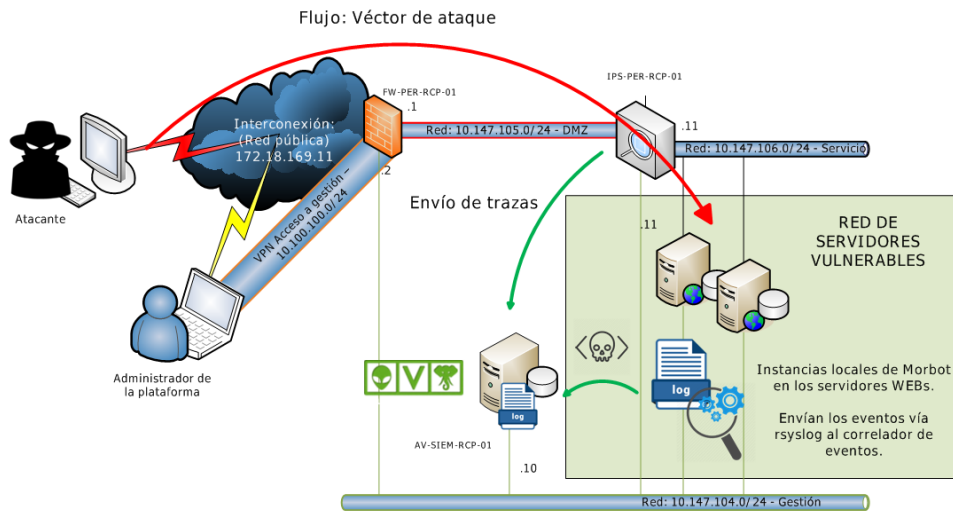 Flujo: Véctor de ataque
IPS-PER-RCP-01
FW-PER-RCP-01
.1
Interconexión:
(Red pública)
172.18.169.11
Red: 10.147.105.0/24 - DMZ
.11
Red: 10.147.106.0/24 - Servicio
.2
Atacante
VPN Acceso a gestión –
10.100.100.0/24
Envío de trazas
.11
RED DE
SERVIDORES
VULNERABLES
Administrador de
la plataforma
V
log
log
Instancias locales de Morbot
en los servidores WEBs.
Envían los eventos vía
rsyslog al correlador de
eventos.
AV-SIEM-RCP-01
.10
Red: 10.147.104.0/24 - Gestión